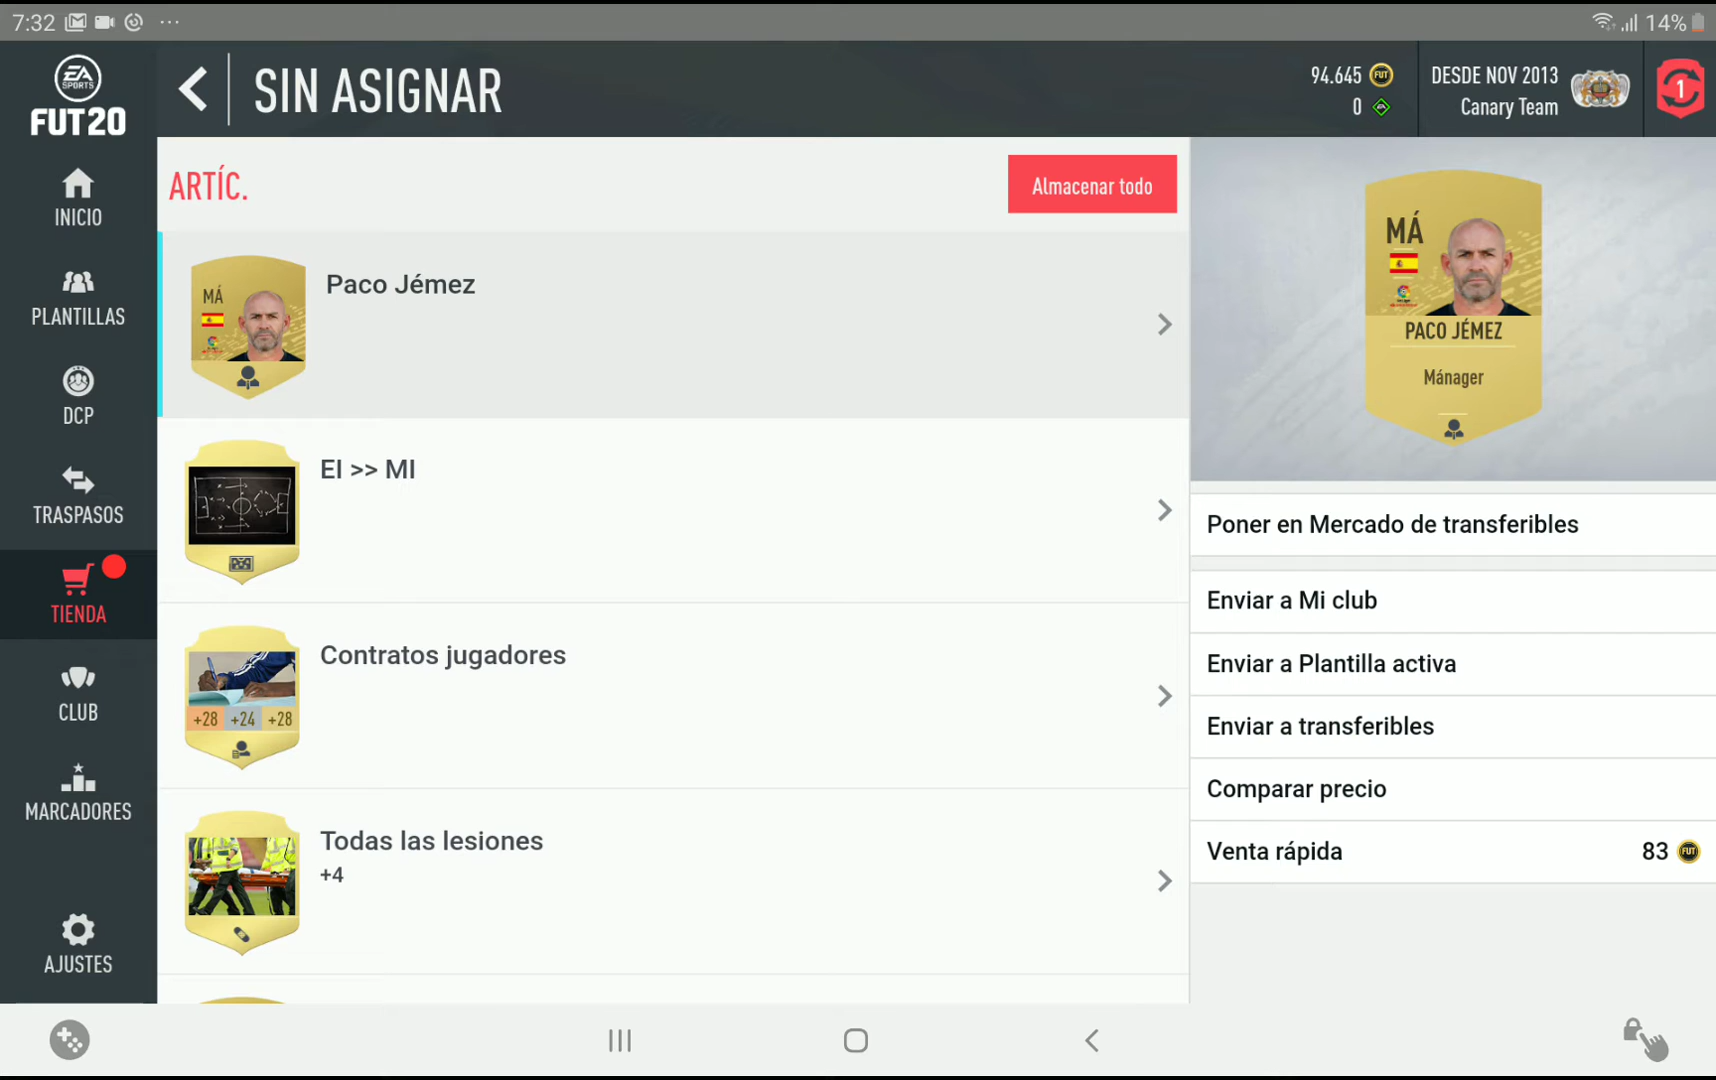 7:32
14%
EA
SPORTS
FUT20
SIN ASIGNAR
94.645 FUT
0
DESDE NOV 2013
Canary Team
1
INICIO
PLANTILLAS
DCP
TRASPASOS
TIENDA
CLUB
MARCADORES
AJUSTES
ARTÍC.
Almacenar todo
MÁ
Paco Jémez
EI >> MI
Contratos jugadores
+28 +24 +28
Todas las lesiones
+4
MÁ
PACO JÉMEZ
Mánager
Poner en Mercado de transferibles
Enviar a Mi club
Enviar a Plantilla activa
Enviar a transferibles
Comparar precio
Venta rápida 83 FUT